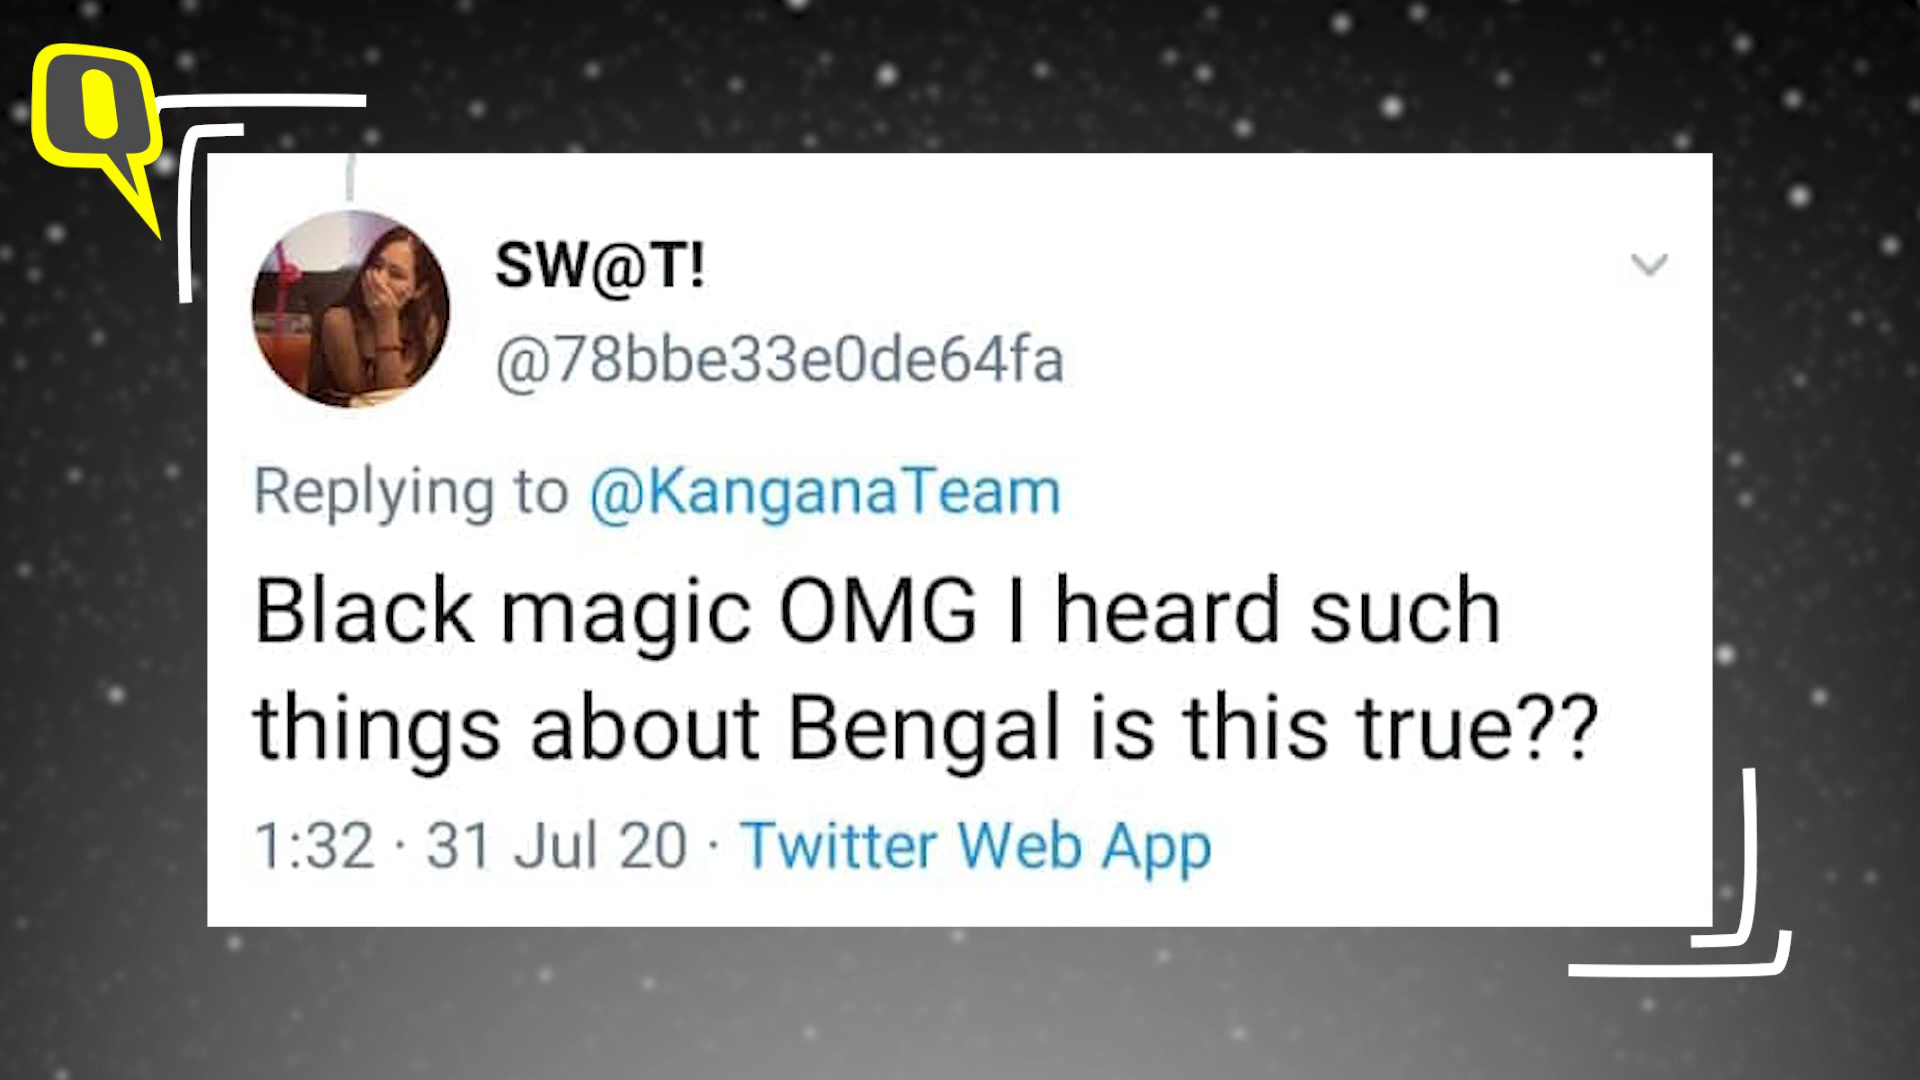 Q
SW@T!
@78bbe33e0de64fa
Replying to @KanganaTeam
Black magic OMG I heard such
things about Bengal is this true??
1:32 · 31 Jul 20 · Twitter Web App